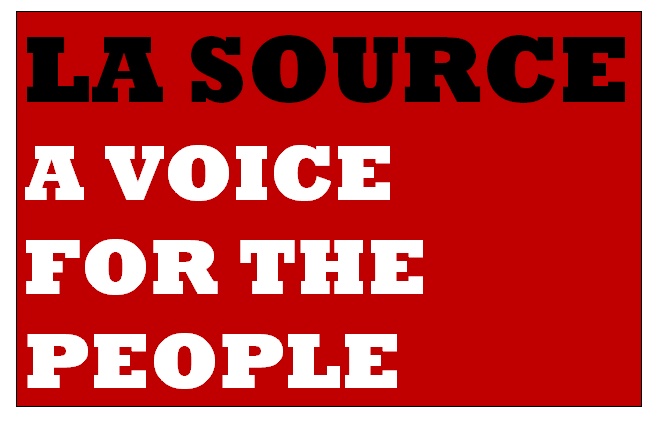 LA SOURCE
A VOICE
FOR THE
PEOPLE